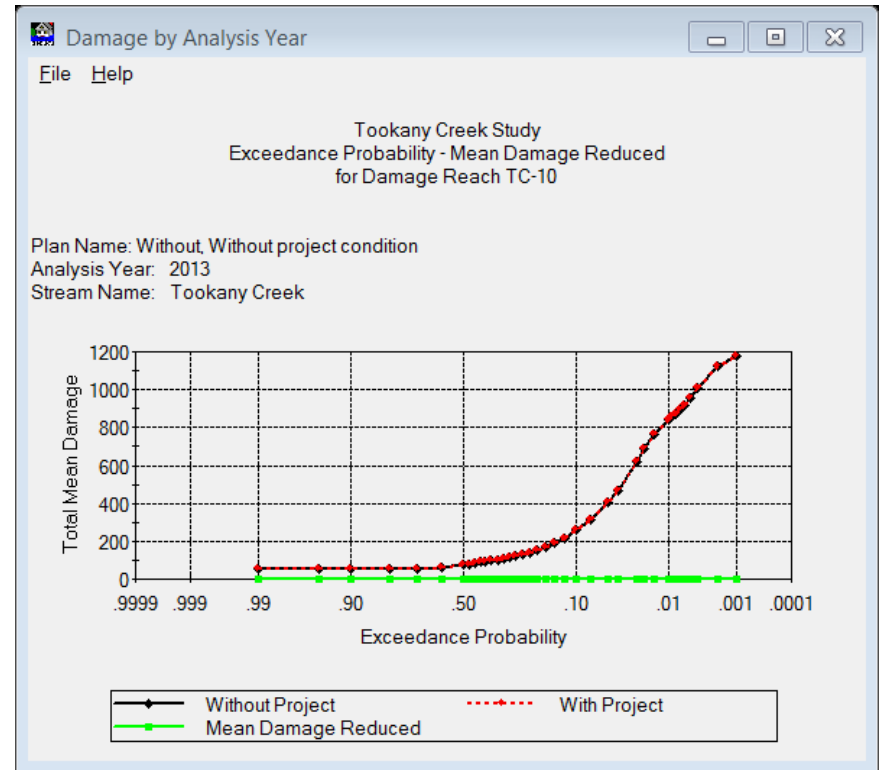 Damage by Analysis Year
File Help
Tookany Creek Study
Exceedance Probability - Mean Damage Reduced
for Damage Reach TC-10
Plan Name: Without, Without project condition
Analysis Year: 2013
Stream Name: Tookany Creek
1200
1000
800
600
400
200
0
Total Mean Damage
.9999 .999 .99 .90 .50 .10 .01 .001 .0001
Exceedance Probability
Without Project With Project
Mean Damage Reduced